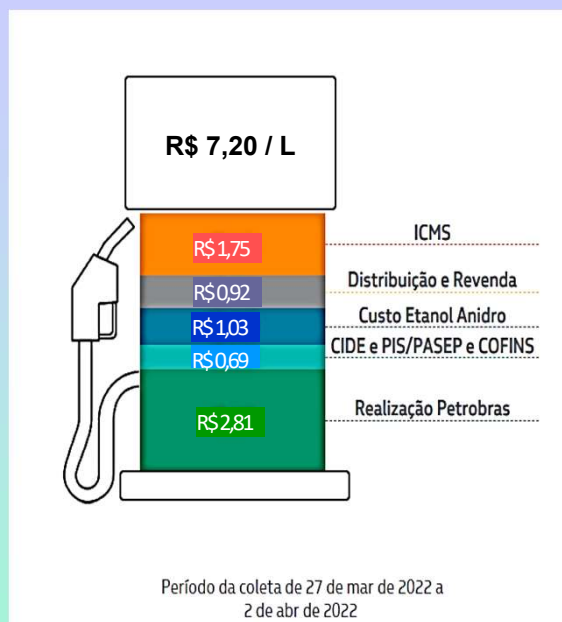 R$ 7,20 / L
ICMS
R$ 1,75
Distribuição e Revenda
R$ 0,92
Custo Etanol Anidro
R$ 1,03
CIDE e PIS/PASEP e COFINS
R$ 0,69
Realização Petrobras
R$ 2,81
Período da coleta de 27 de mar de 2022 a
2 de abr de 2022